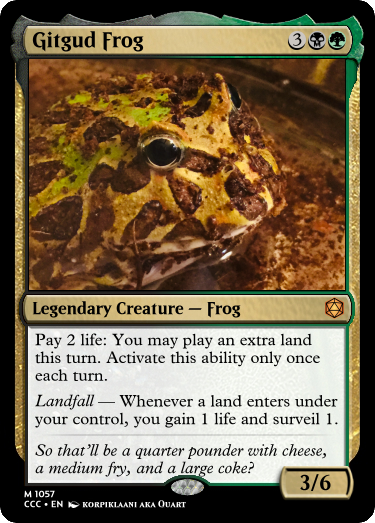 Gitgud Frog 3
Legendary Creature — Frog
Pay 2 life: You may play an extra land
this turn. Activate this ability only once
each turn.
Landfall — Whenever a land enters under
your control, you gain 1 life and surveil 1.
So that'll be a quarter pounder with cheese,
a medium fry, and a large coke?
3/6
M 1057
CCC • EN KORPIKLAANI AKA OUART